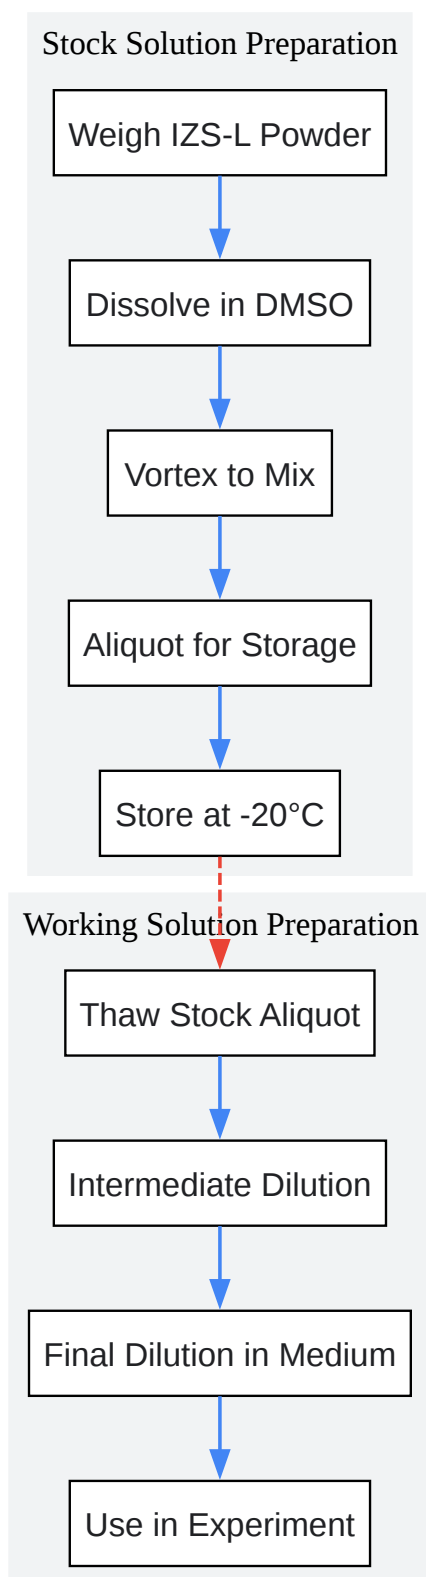 Stock Solution Preparation
Weigh IZS-L Powder
Dissolve in DMSO
Vortex to Mix
Aliquot for Storage
Store at -20°C
Working Solution Preparation
Thaw Stock Aliquot
Intermediate Dilution
Final Dilution in Medium
Use in Experiment